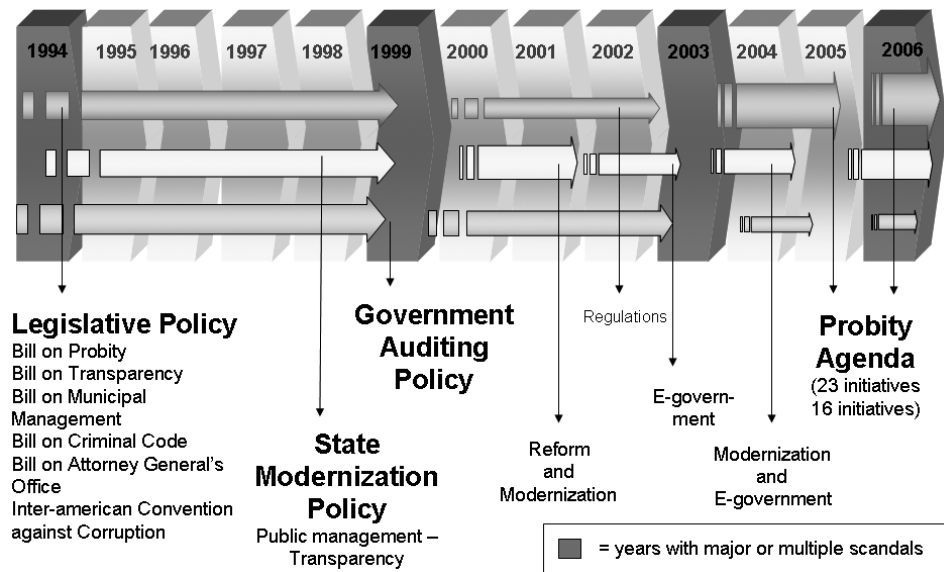 1994 1995 1996 1997 1998 1999 2000 2001 2002 2003 2004 2005 2006
Legislative Policy
Bill on Probity
Bill on Transparency
Bill on Municipal
Management
Bill on Criminal Code
Bill on Attorney General's
Office
Inter-american Convention
against Corruption
State
Modernization
Policy
Public management –
Transparency
Government
Auditing
Policy
Reform
and
Modernization
Regulations
E-govern-
ment
Modernization
and
E-government
Probity
Agenda
(23 initiatives
16 initiatives)
= years with major or multiple scandals